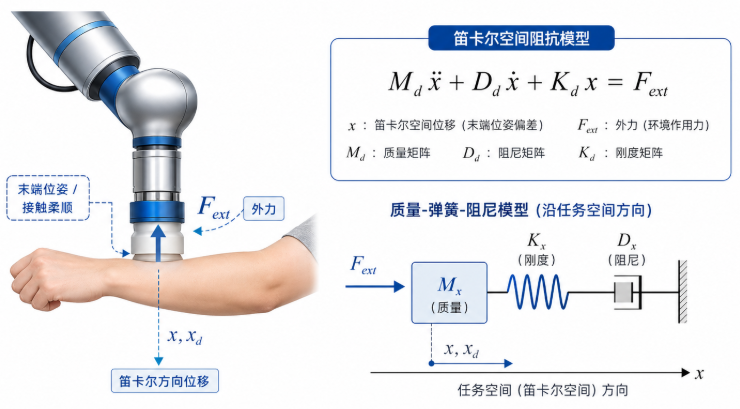 末端位姿 /
接触柔顺
F_ext
外力
x, x_d
笛卡尔方向位移
笛卡尔空间阻抗模型
M_d ẍ + D_d ẋ + K_d x = F_ext
x : 笛卡尔空间位移 (末端位姿偏差)
F_ext : 外力 (环境作用力)
M_d : 质量矩阵
D_d : 阻尼矩阵
K_d : 刚度矩阵
质量-弹簧-阻尼模型 (沿任务空间方向)
K_x
(刚度)
D_x
(阻尼)
F_ext
M_x
(质量)
x, x_d
x
任务空间 (笛卡尔空间) 方向